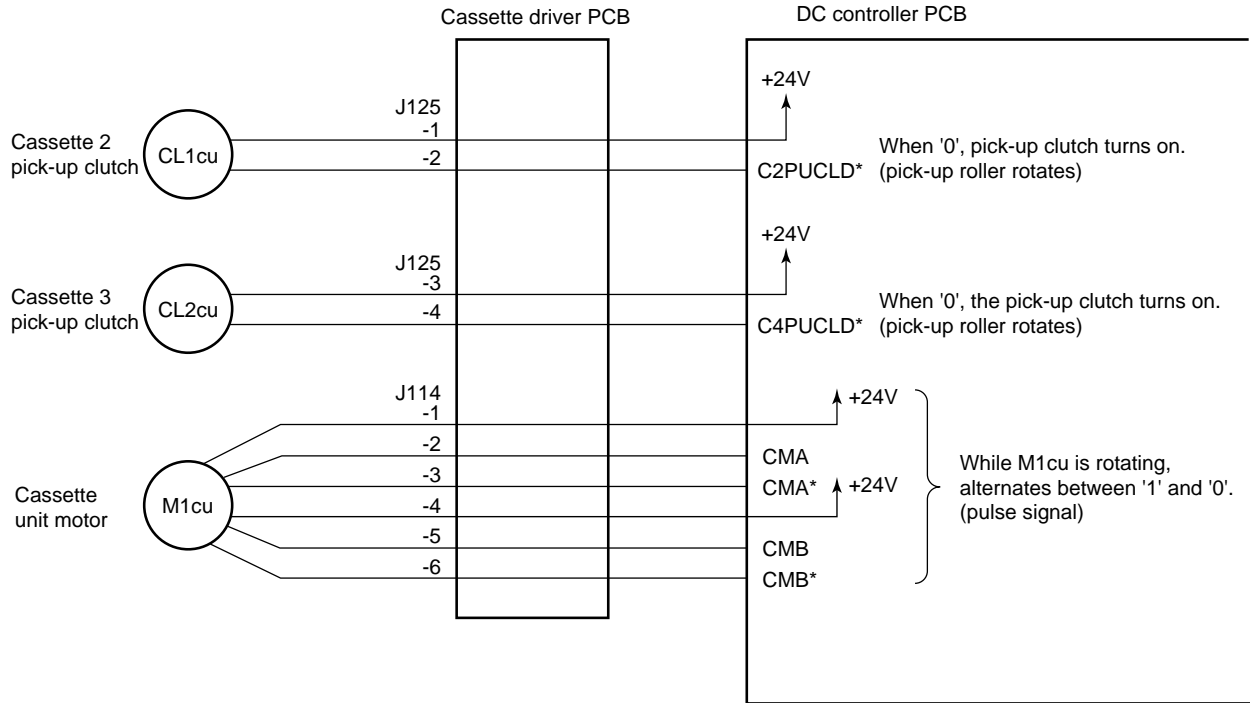 Cassette driver PCB
DC controller PCB
+24V
J125
-1
Cassette 2
pick-up clutch
CL1cu
-2
C2PUCLD*
When '0', pick-up clutch turns on.
(pick-up roller rotates)
+24V
J125
-3
Cassette 3
pick-up clutch
CL2cu
-4
C4PUCLD*
When '0', the pick-up clutch turns on.
(pick-up roller rotates)
J114
-1
+24V
-2
CMA
-3
CMA*
Cassette
unit motor
M1cu
-4
+24V
-5
CMB
-6
CMB*
While M1cu is rotating,
alternates between '1' and '0'.
(pulse signal)